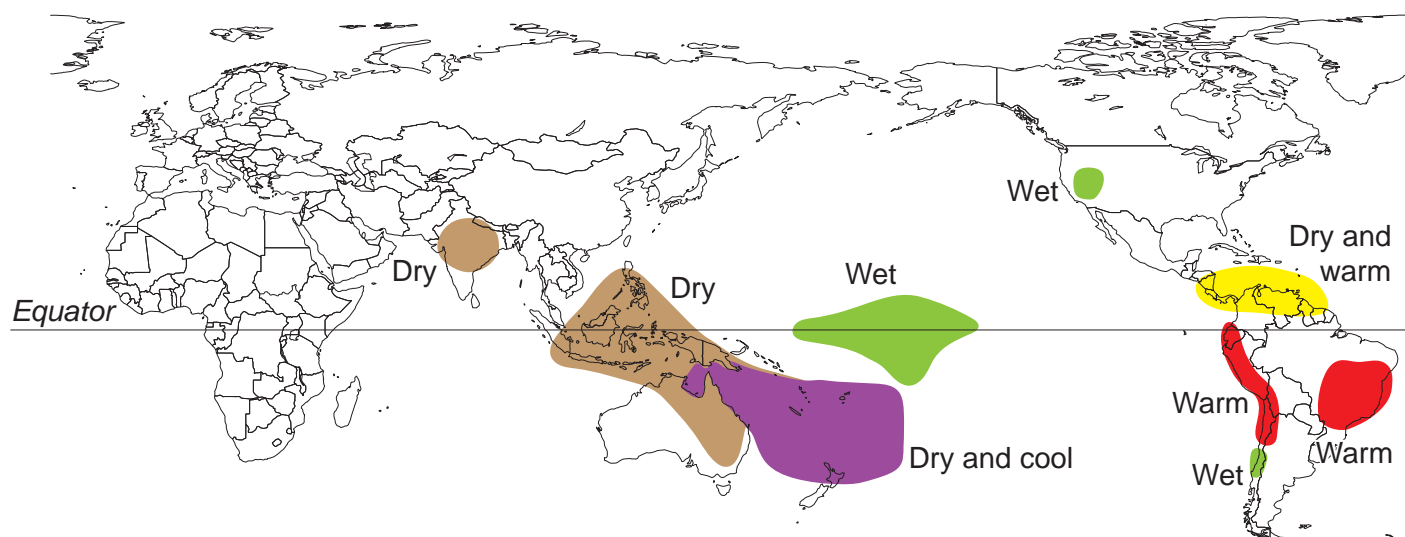 Wet
Dry and
warm
Dry
Dry
Wet
Equator
Warm
Warm
Dry and cool
Wet